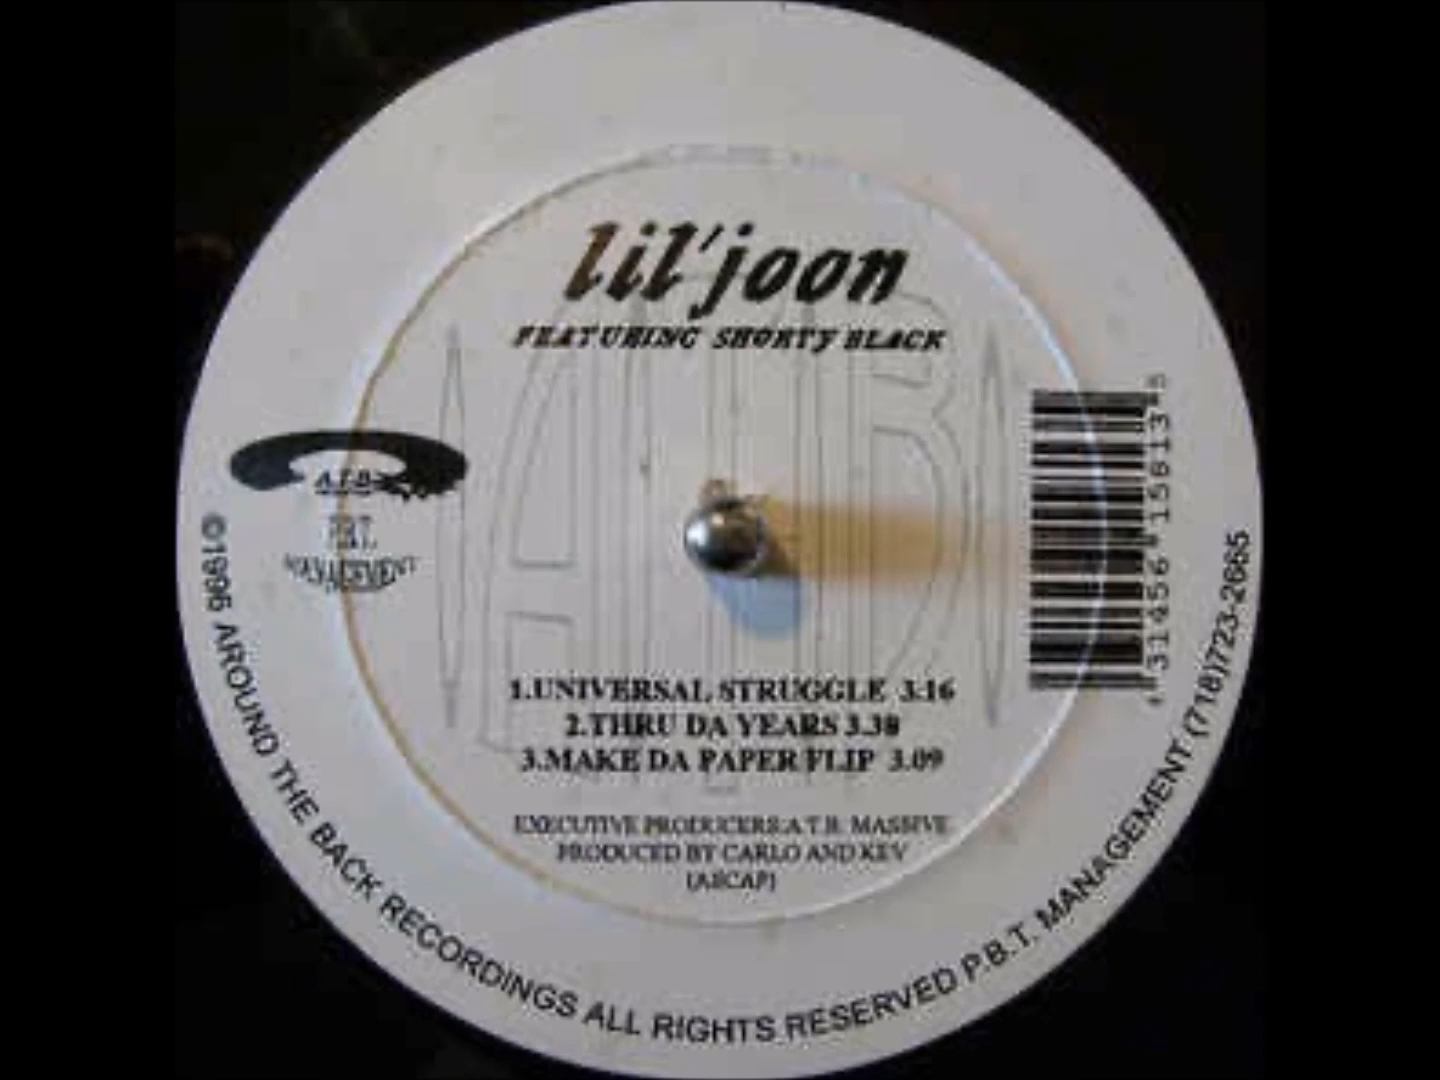 lil'joon
FEATURING SHORTY BLACK
A.T.B.
P.B.T.
MANAGEMENT
1.UNIVERSAL STRUGGLE 3:16
2.THRU DA YEARS 3.38
3.MAKE DA PAPER FLIP 3.09
EXECUTIVE PRODUCERS:A.T.B. MASSIVE
PRODUCED BY CARLO AND KEV
(ASCAP)
©1996 AROUND THE BACK RECORDINGS ALL RIGHTS RESERVED P.B.T. MANAGEMENT (718)723-2665